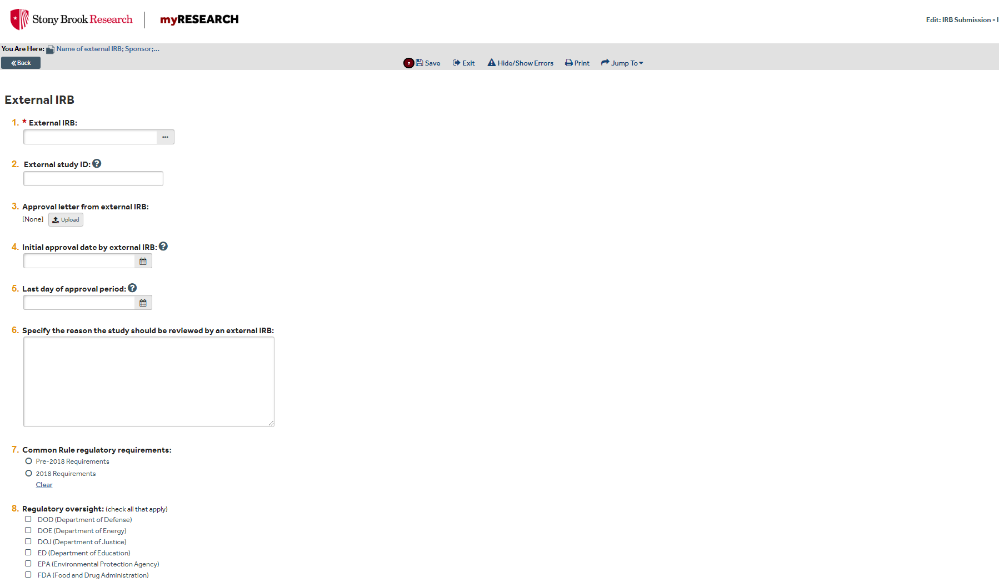 Stony Brook Research
myRESEARCH
Edit: IRB Submission - I
You Are Here: Name of external IRB; Sponsor;...
Back
? Save Exit Hide/Show Errors Print Jump To
External IRB
1. * External IRB:
...
2. External study ID: ?
3. Approval letter from external IRB:
[None] Upload
4. Initial approval date by external IRB: ?
5. Last day of approval period: ?
6. Specify the reason the study should be reviewed by an external IRB:
7. Common Rule regulatory requirements:
Pre-2018 Requirements
2018 Requirements
Clear
8. Regulatory oversight: (check all that apply)
DOD (Department of Defense)
DOE (Department of Energy)
DOJ (Department of Justice)
ED (Department of Education)
EPA (Environmental Protection Agency)
FDA (Food and Drug Administration)